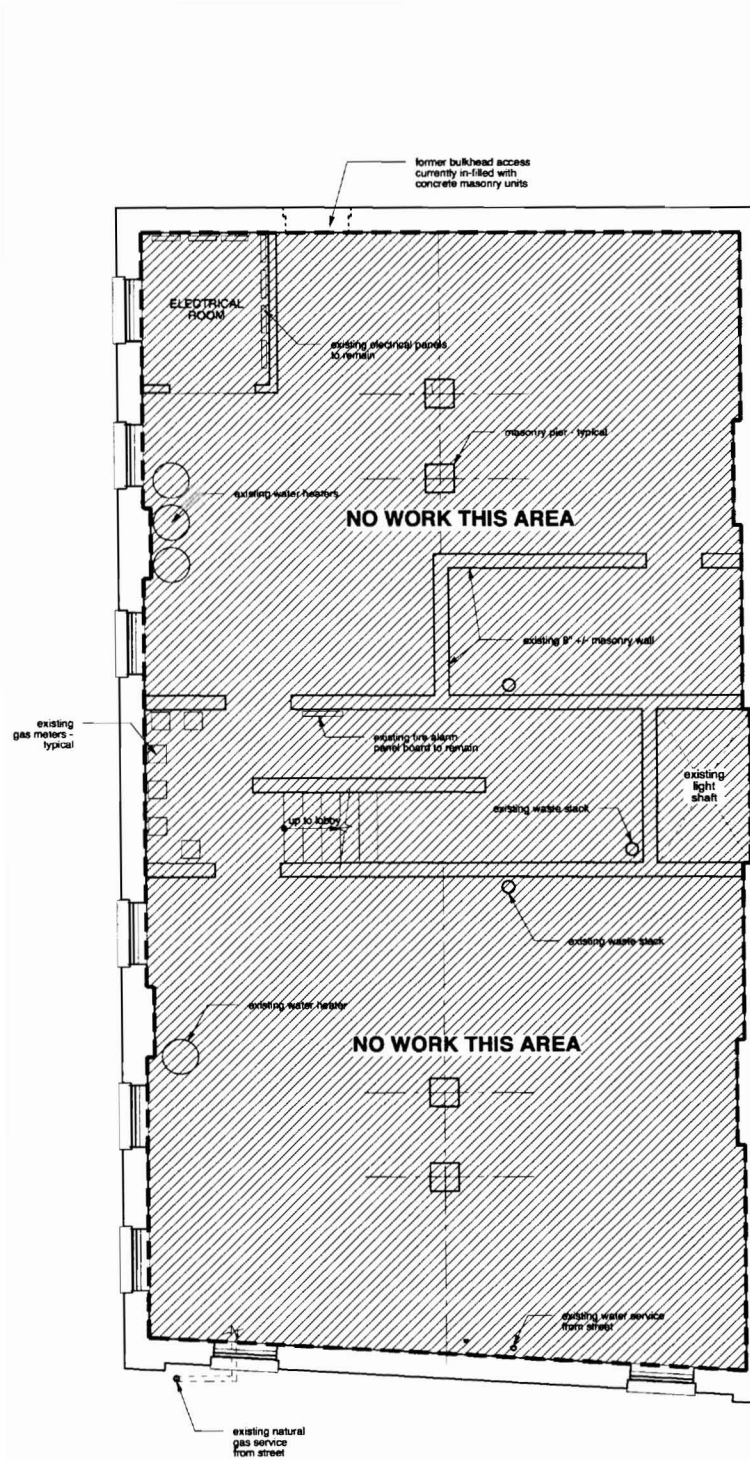 former bulkhead access
currently in-filled with
concrete masonry units
ELECTRICAL
ROOM
existing electrical panels
to remain
masonry pier - typical
existing water heaters
NO WORK THIS AREA
existing 8" +/- masonry wall
existing
gas meters -
typical
existing fire alarm
panel board to remain
existing
light
shaft
up to lobby
existing waste stack
existing waste stack
existing water heater
NO WORK THIS AREA
existing water service
from street
existing natural
gas service
from street